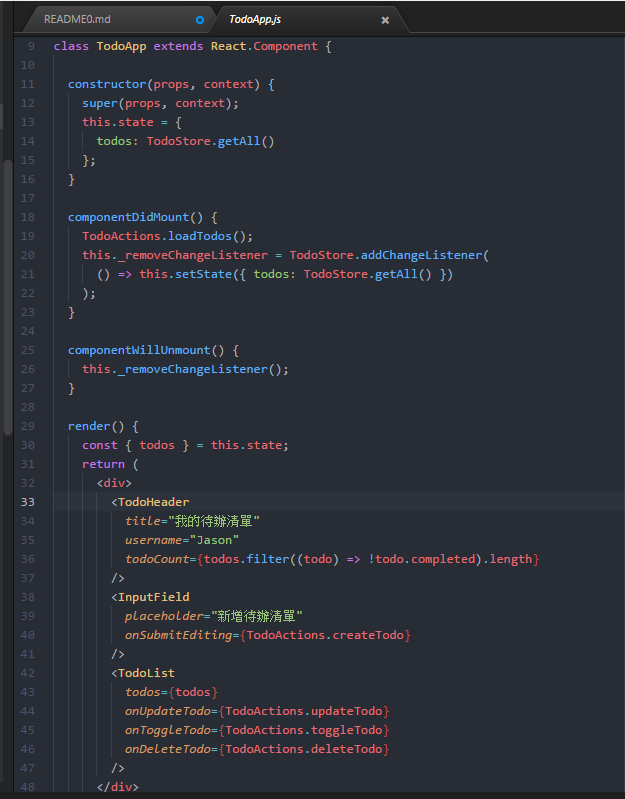 README0.md
TodoApp.js
9 class TodoApp extends React.Component {
10
11 constructor(props, context) {
12 super(props, context);
13 this.state = {
14 todos: TodoStore.getAll()
15 };
16 }
17
18 componentDidMount() {
19 TodoActions.loadTodos();
20 this._removeChangeListener = TodoStore.addChangeListener(
21 () => this.setState({ todos: TodoStore.getAll() })
22 );
23 }
24
25 componentWillUnmount() {
26 this._removeChangeListener();
27 }
28
29 render() {
30 const { todos } = this.state;
31 return (
32 <div>
33 <TodoHeader
34 title="我的待辦清單"
35 username="Jason"
36 todoCount={todos.filter((todo) => !todo.completed).length}
37 />
38 <InputField
39 placeholder="新增待辦清單"
40 onSubmitEditing={TodoActions.createTodo}
41 />
42 <TodoList
43 todos={todos}
44 onUpdateTodo={TodoActions.updateTodo}
45 onToggleTodo={TodoActions.toggleTodo}
46 onDeleteTodo={TodoActions.deleteTodo}
47 />
48 </div>